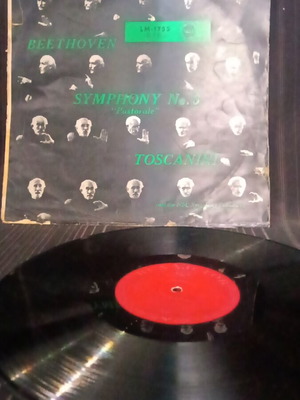 LM-1755
BEETHOVEN
SYMPHONY No. 6
"Pastorale"
TOSCANINI